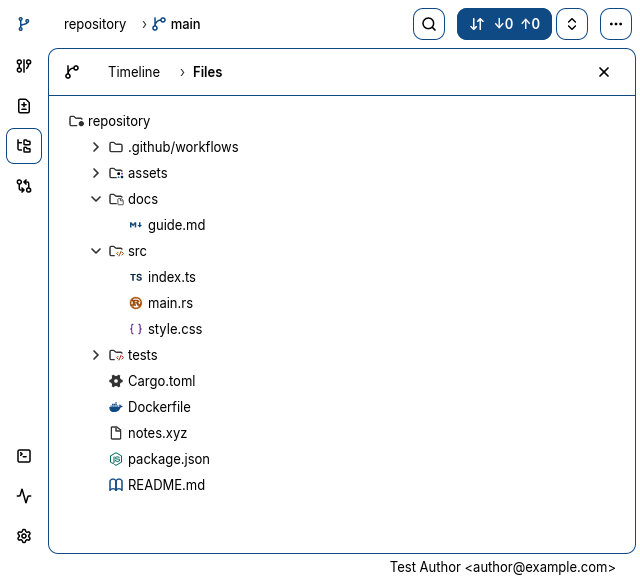 repository › main
↓0 ↑0
Timeline › Files
repository
.github/workflows
assets
docs
M↓ guide.md
src
TS index.ts
main.rs
{ } style.css
tests
Cargo.toml
Dockerfile
notes.xyz
package.json
README.md
Test Author <author@example.com>